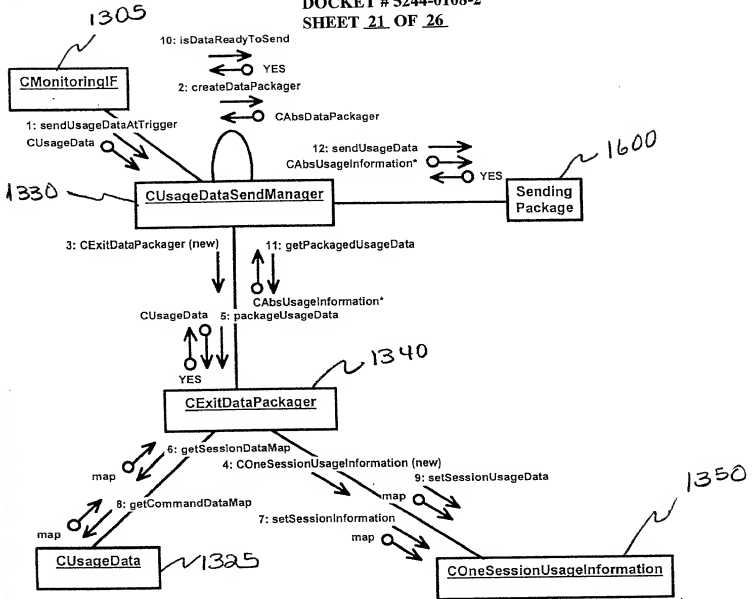 DOCKET # 5244-0108-2
SHEET 21 OF 26
1305
10: isDataReadyToSend
YES
CMonitoringIF
2: createDataPackager
CAbsDataPackager
1: sendUsageDataAtTrigger
CUsageData
12: sendUsageData
CAbsUsageInformation*
YES
1600
1330
CUsageDataSendManager
Sending
Package
3: CExitDataPackager (new)
11: getPackagedUsageData
CAbsUsageInformation*
CUsageData 5: packageUsageData
YES
1340
CExitDataPackager
6: getSessionDataMap
map
4: COneSessionUsageInformation (new)
9: setSessionUsageData
map
8: getCommandDataMap
map
7: setSessionInformation
map
1350
CUsageData
1325
COneSessionUsageInformation